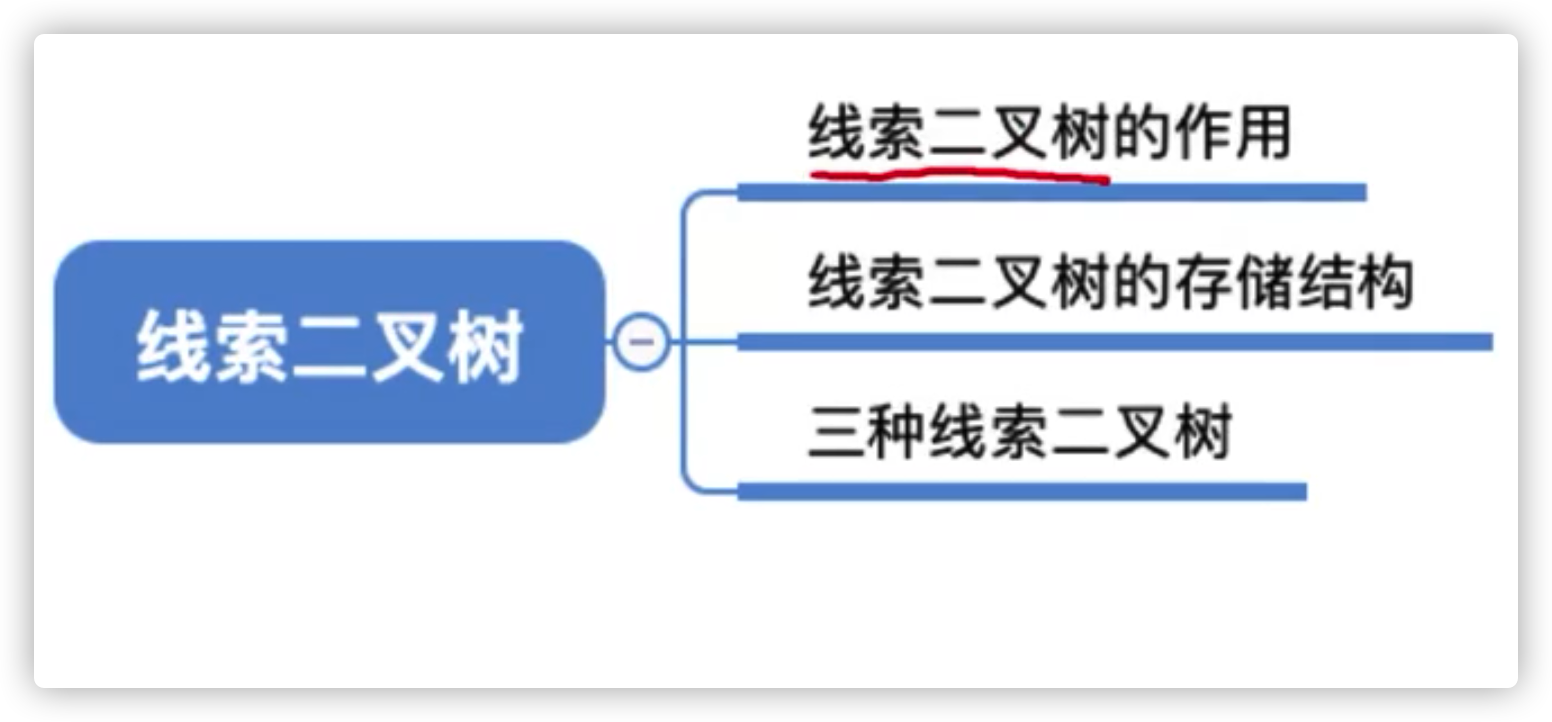 线索二叉树的作用
线索二叉树的存储结构
线索二叉树
三种线索二叉树